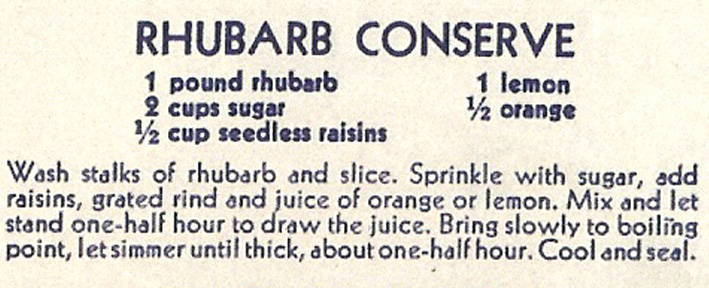 RHUBARB CONSERVE
1 pound rhubarb 1 lemon
2 cups sugar ½ orange
½ cup seedless raisins
Wash stalks of rhubarb and slice. Sprinkle with sugar, add
raisins, grated rind and juice of orange or lemon. Mix and let
stand one-half hour to draw the juice. Bring slowly to boiling
point, let simmer until thick, about one-half hour. Cool and seal.